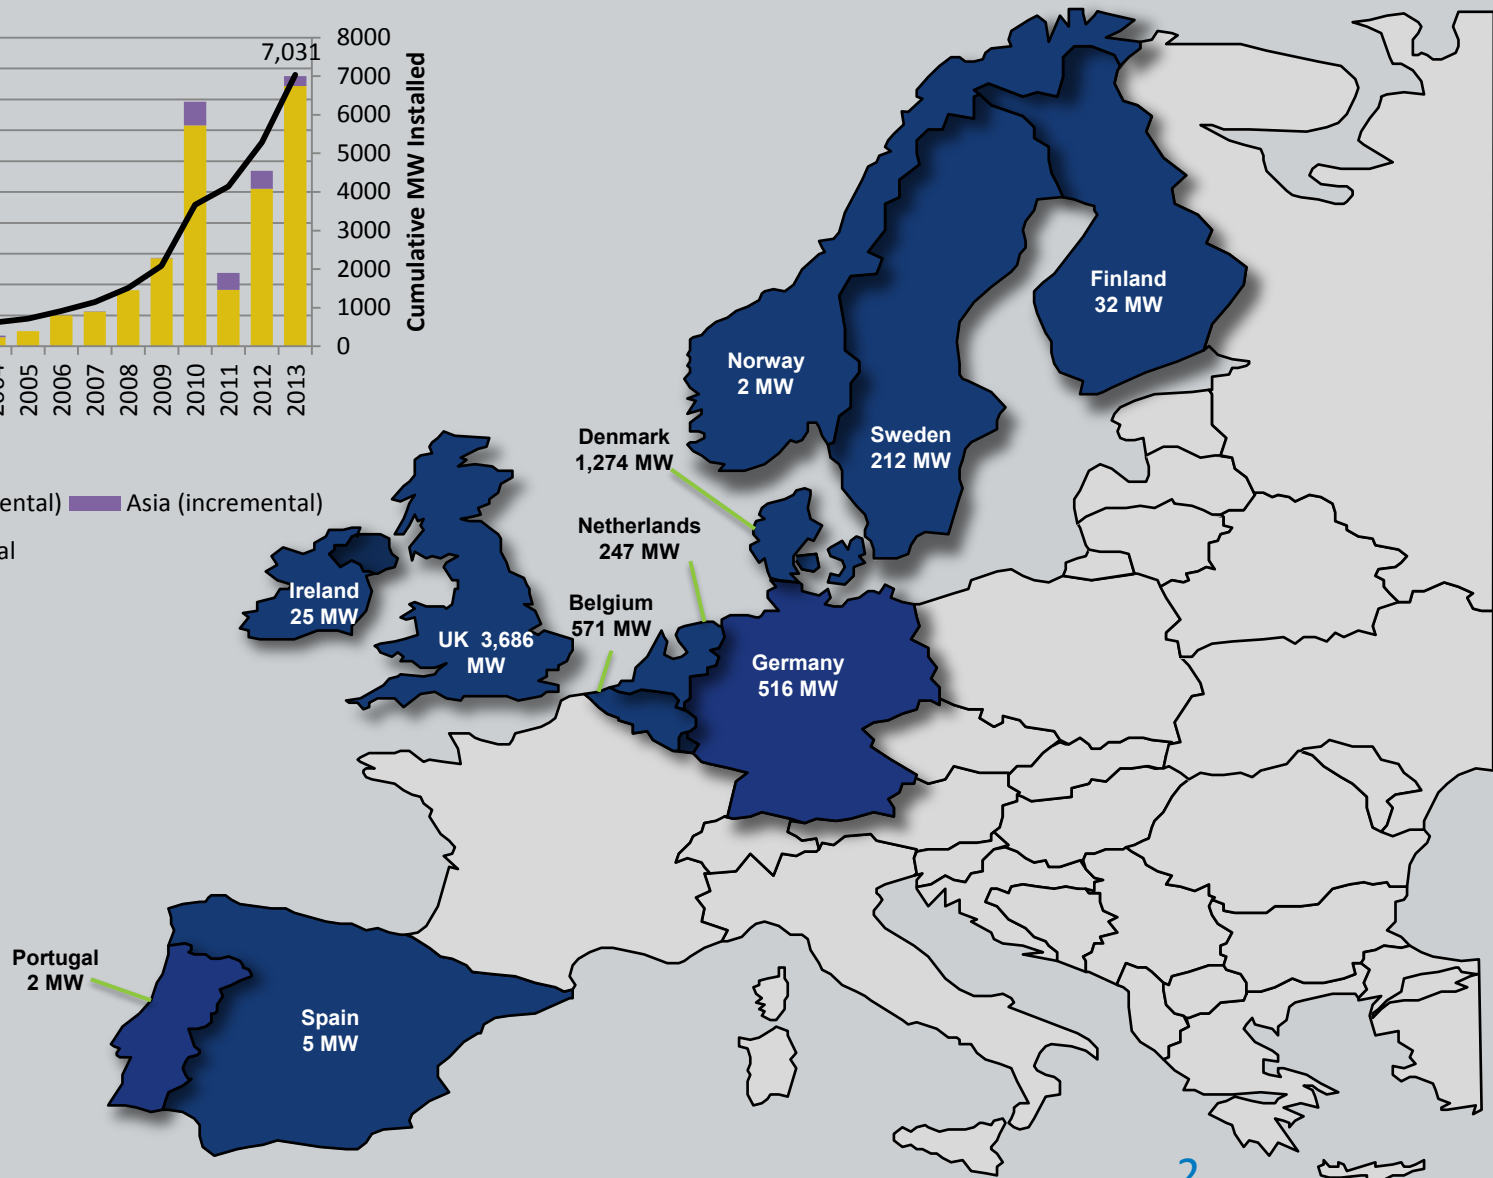 7,031
8000
7000
6000
5000
4000
3000
2000
1000
0
Cumulative MW Installed
2005
2006
2007
2008
2009
2010
2011
2012
2013
Asia (incremental)
Finland
32 MW
Norway
2 MW
Sweden
212 MW
Denmark
1,274 MW
Netherlands
247 MW
Belgium
571 MW
Ireland
25 MW
UK 3,686
MW
Germany
516 MW
Portugal
2 MW
Spain
5 MW
2